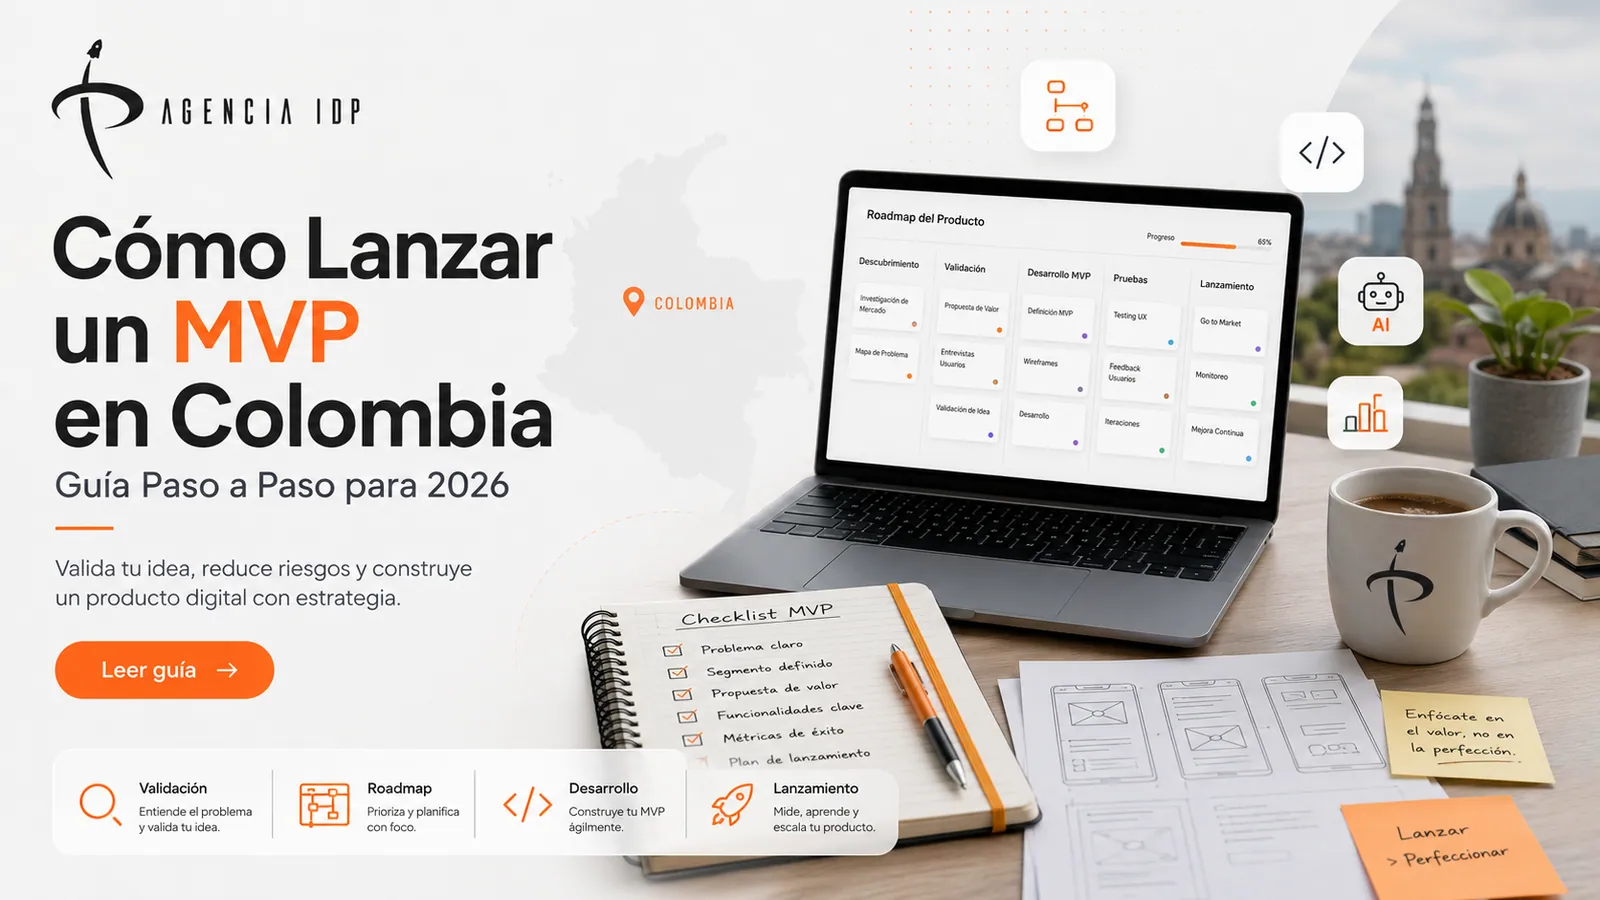 AGENCIA IDP
Cómo Lanzar
un MVP
en Colombia
Guía Paso a Paso para 2026
Valida tu idea, reduce riesgos y construye
un producto digital con estrategia.
Leer guía →
COLOMBIA
Validación
Entiende el problema
y valida tu idea.
Roadmap
Prioriza y planifica
con foco.
Desarrollo
Construye tu MVP
ágilmente.
Lanzamiento
Mide, aprende y
escala tu producto.
Roadmap del Producto
Progreso
65%
Descubrimiento
Investigación de
Mercado
Mapa de Problema
Validación
Propuesta de Valor
Entrevistas
Usuarios
Validación de Idea
Desarrollo MVP
Definición MVP
Wireframes
Desarrollo
Pruebas
Testing UX
Feedback
Usuarios
Iteraciones
Lanzamiento
Go to Market
Monitoreo
Mejora Continua
</>
AI
Checklist MVP
Problema claro
Segmento definido
Propuesta de valor
Funcionalidades clave
Métricas de éxito
Plan de lanzamiento
Enfócate en
el valor, no en
la perfección.
Lanzar
> Perfeccionar